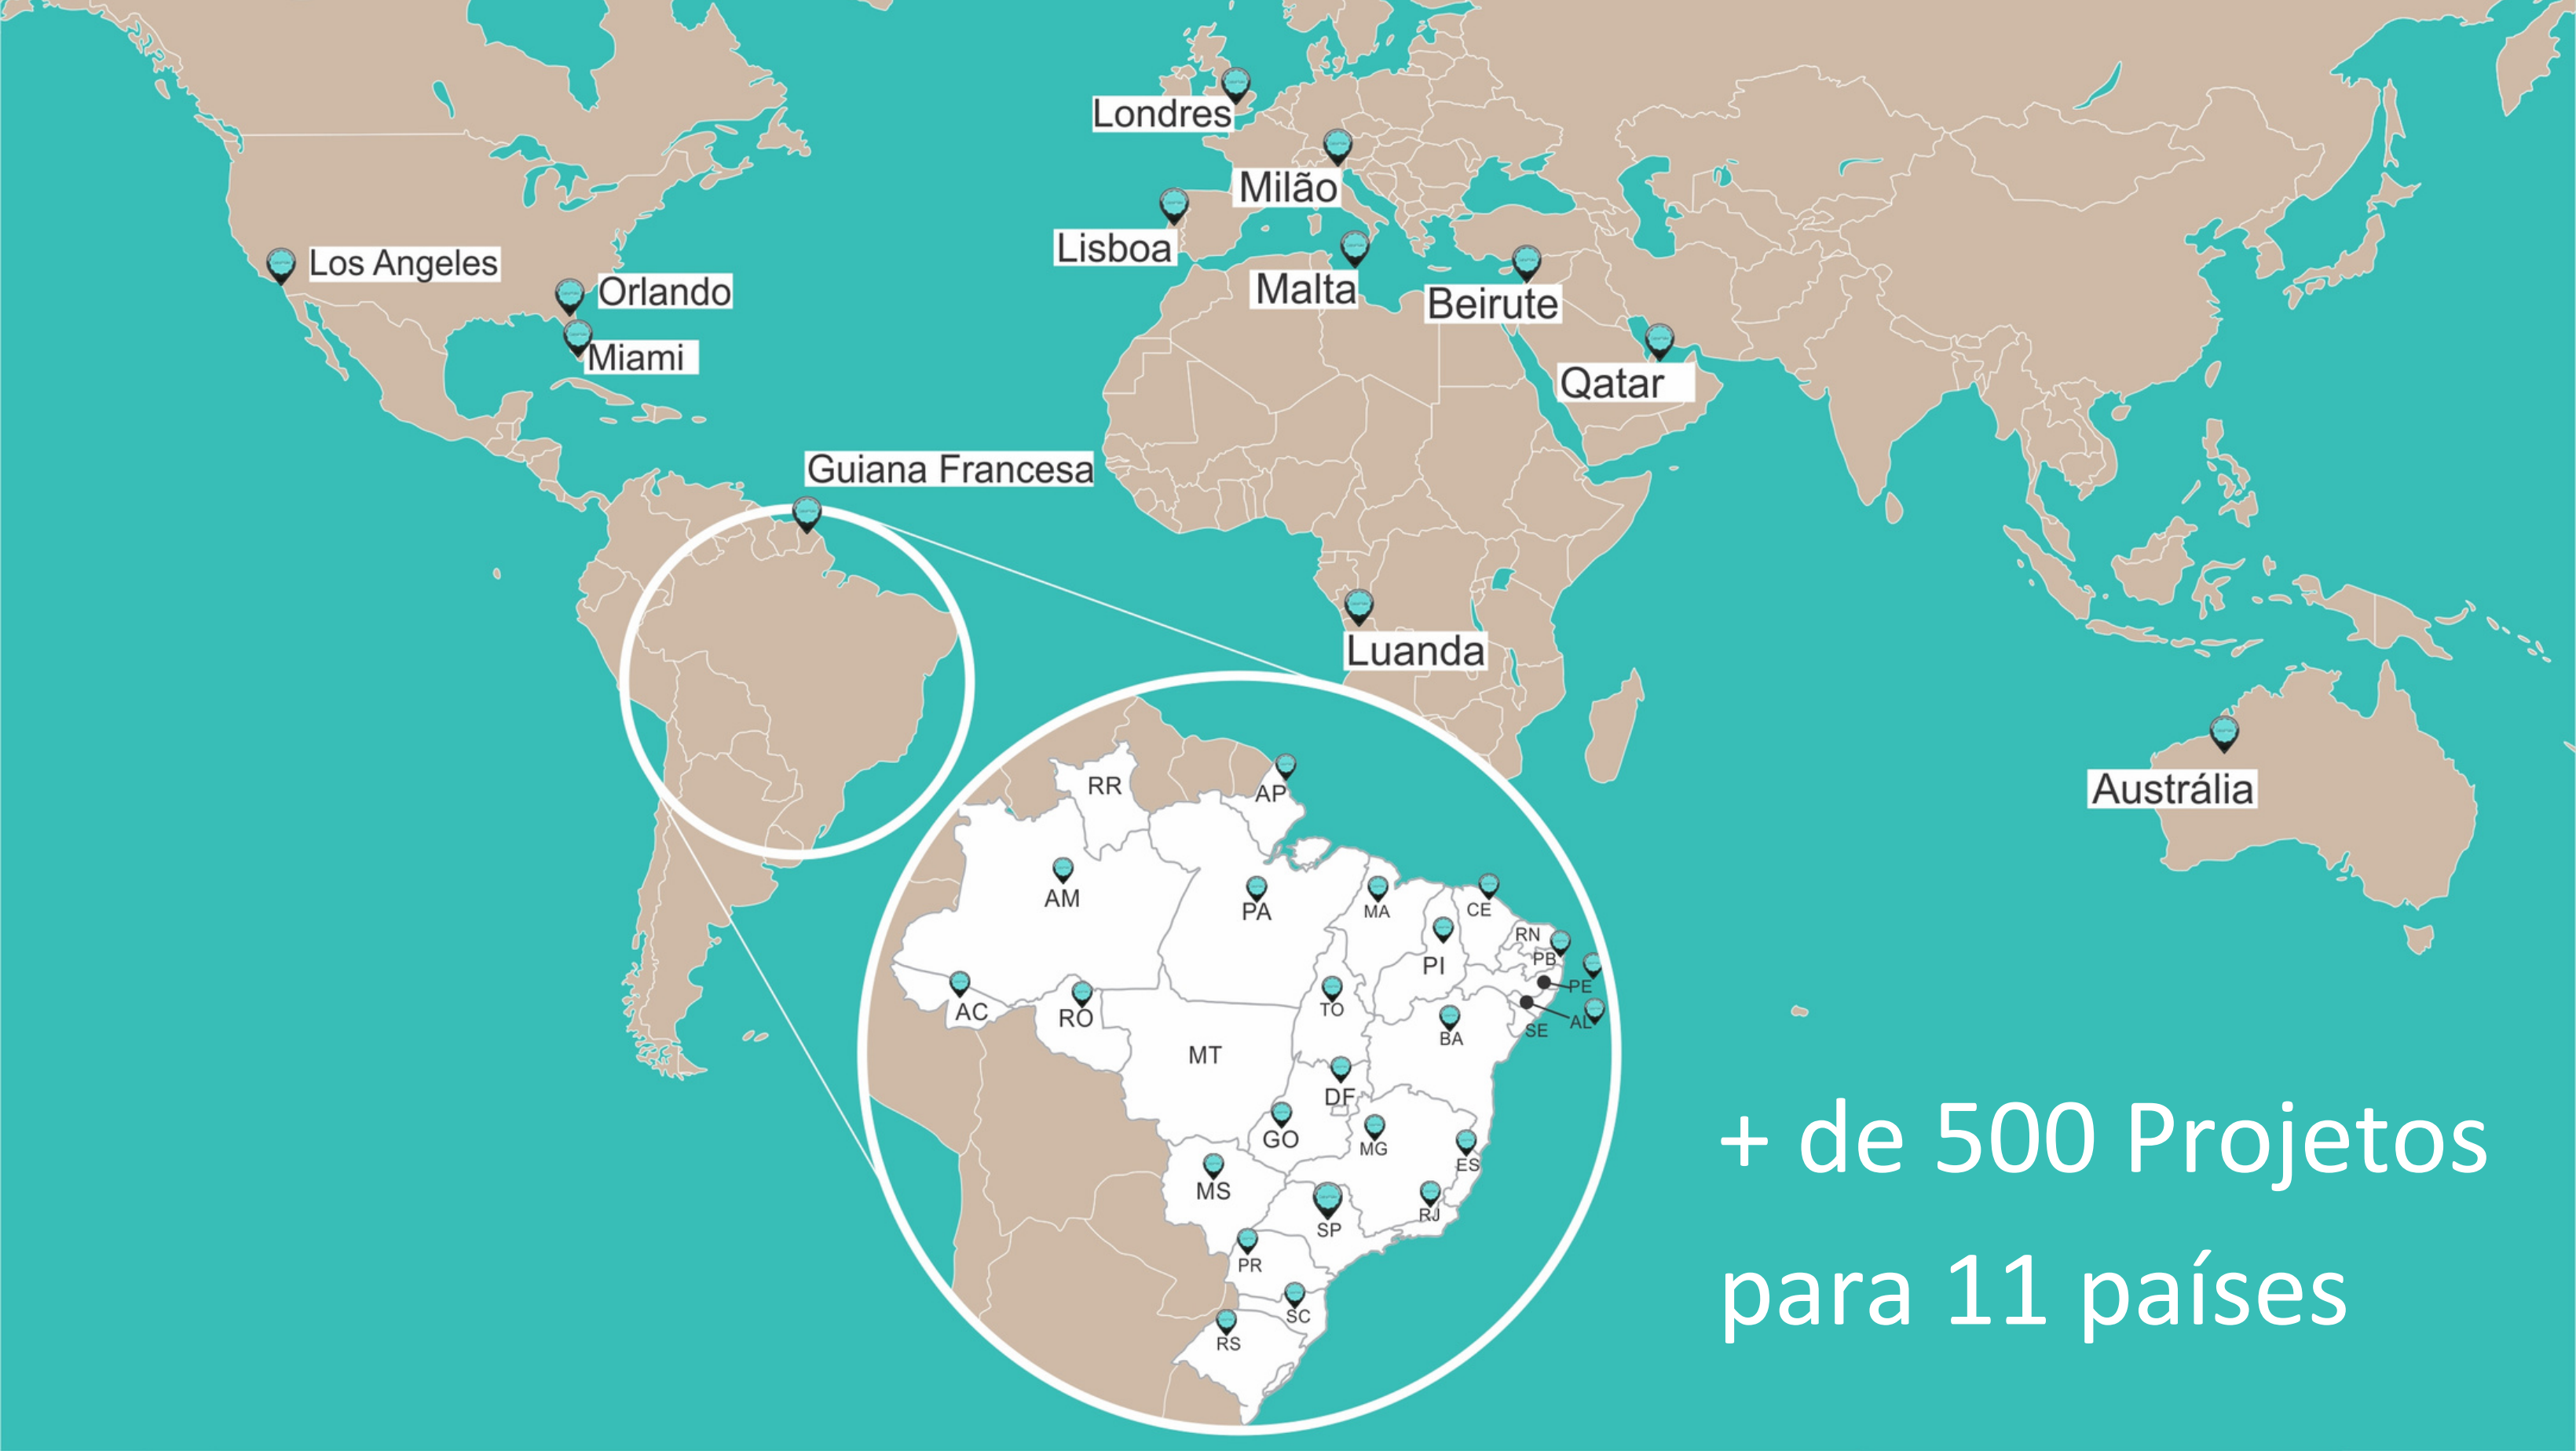 Londres
Milão
Lisboa
Los Angeles
Malta
Orlando
Beirute
Miami
Qatar
Guiana Francesa
Luanda
Austrália
RR
AP
AM
PA
MA
CE
RN
PB
PI
PE
AC
RO
TO
AL
BA
SE
MT
DF
GO
MG
ES
MS
RJ
SP
PR
SC
RS
+ de 500 Projetos
para 11 países